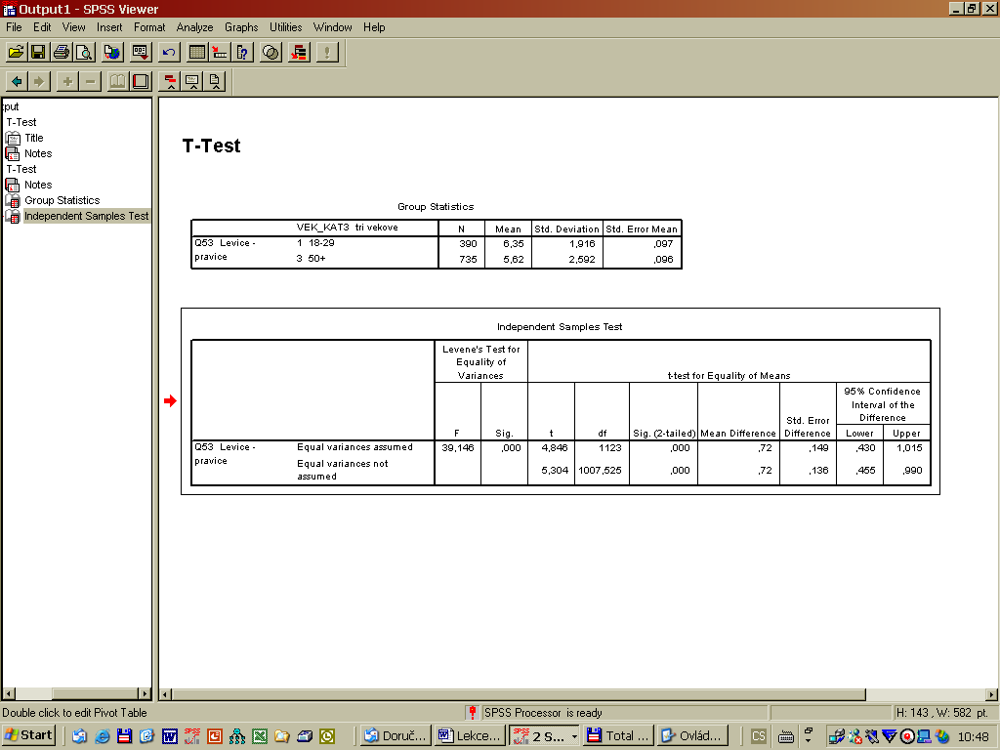 Output1 - SPSS Viewer
File Edit View Insert Format Analyze Graphs Utilities Window Help
tput
T-Test
Title
Notes
T-Test
Notes
Group Statistics
Independent Samples Test
T-Test
Group Statistics
VEK_KAT3 tri vekove N Mean Std. Deviation Std. Error Mean
Q53 Levice - pravice 1 18-29 390 6,35 1,916 ,097
3 50+ 735 5,62 2,592 ,096
Independent Samples Test
Levene's Test for Equality of Variances t-test for Equality of Means
95% Confidence Interval of the Difference
F Sig. t df Sig. (2-tailed) Mean Difference Std. Error Difference Lower Upper
Q53 Levice - pravice Equal variances assumed 39,146 ,000 4,846 1123 ,000 ,72 ,149 ,430 1,015
Equal variances not assumed 5,304 1007,525 ,000 ,72 ,136 ,455 ,990
Double click to edit Pivot Table SPSS Processor is ready H: 143 , W: 582 pt.
Start Doruč... Lekce... 2 S... Total ... Ovlád... CS 10:48